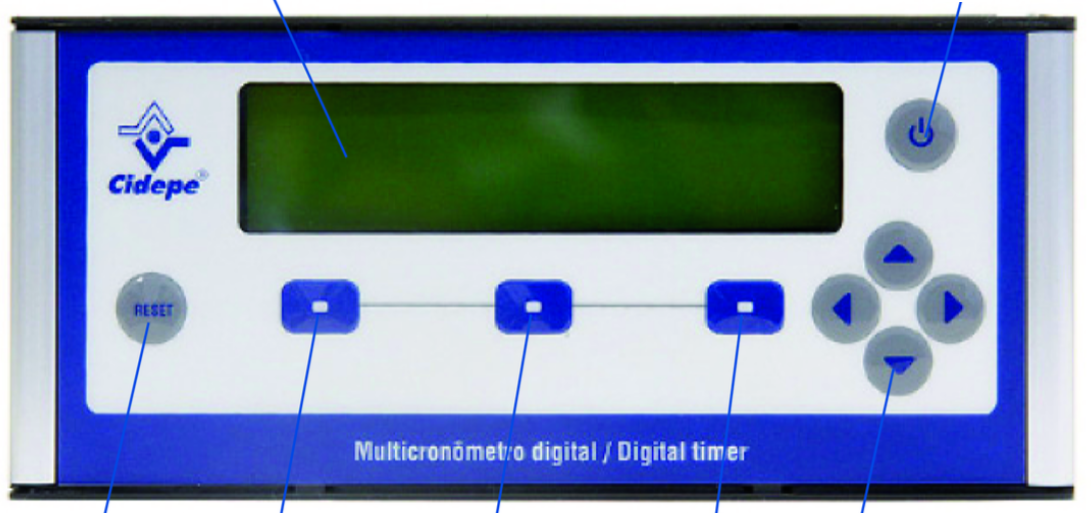 Cidepe®
RESET
Multicronômetro digital / Digital timer